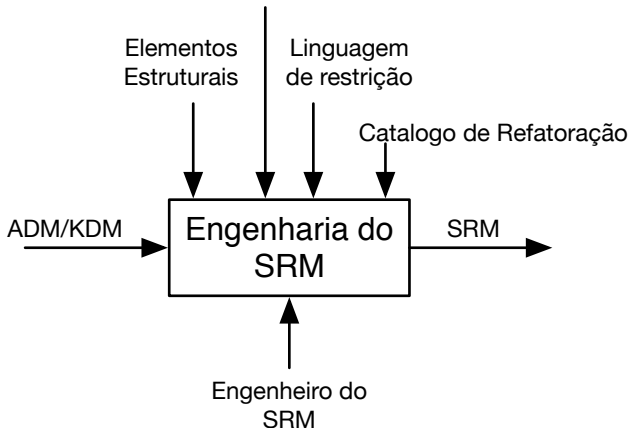 Elementos
Estruturais
Linguagem
de restrição
Catalogo de Refatoração
ADM/KDM
Engenharia do
SRM
SRM
Engenheiro do
SRM